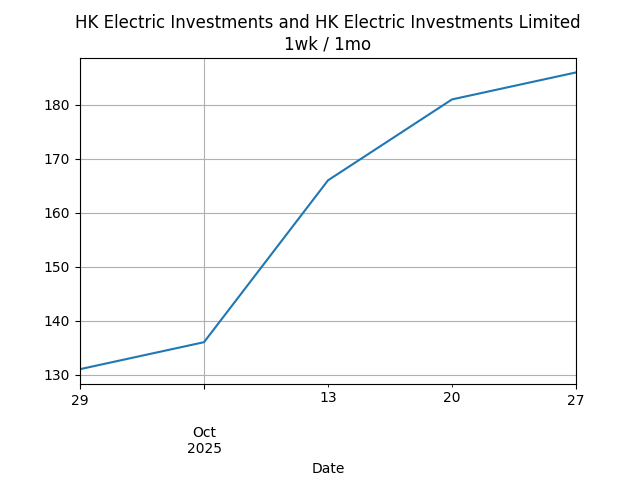 HK Electric Investments and HK Electric Investments Limited
1wk / 1mo
180
170
160
150
140
130
29
13
20
27
Oct
2025
Date